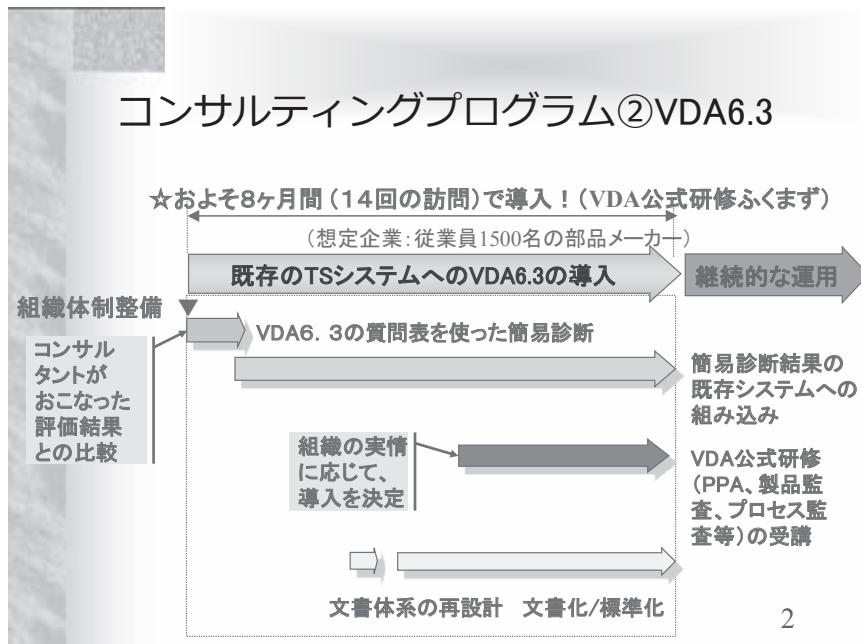 コンサルティングプログラム②VDA6.3
☆およそ8ヶ月間（14回の訪問）で導入！（VDA公式研修ふくまず）
（想定企業：従業員1500名の部品メーカー）
既存のTSシステムへのVDA6.3の導入
継続的な運用
組織体制整備
VDA6．3の質問表を使った簡易診断
コンサル
タントが
おこなった
評価結果
との比較
簡易診断結果の
既存システムへの
組み込み
組織の実情
に応じて、
導入を決定
VDA公式研修
（PPA、製品監
査、プロセス監
査等）の受講
文書体系の再設計
文書化/標準化
2